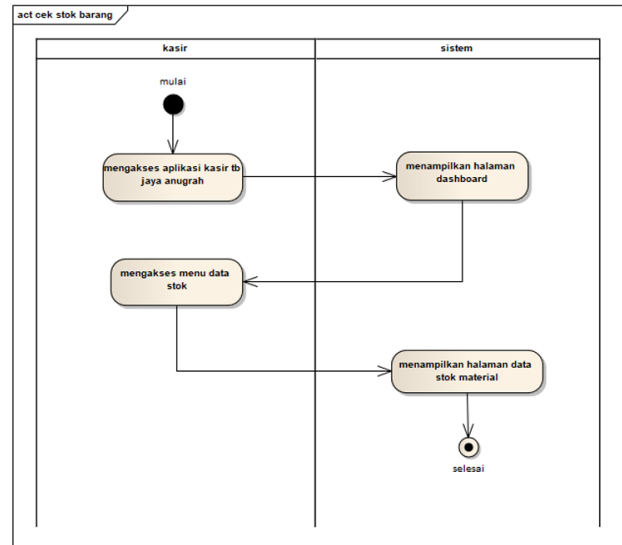 act cek stok barang
kasir
sistem
mulai
mengakses aplikasi kasir tb
jaya anugrah
menampilkan halaman
dashboard
mengakses menu data
stok
menampilkan halaman data
stok material
selesai